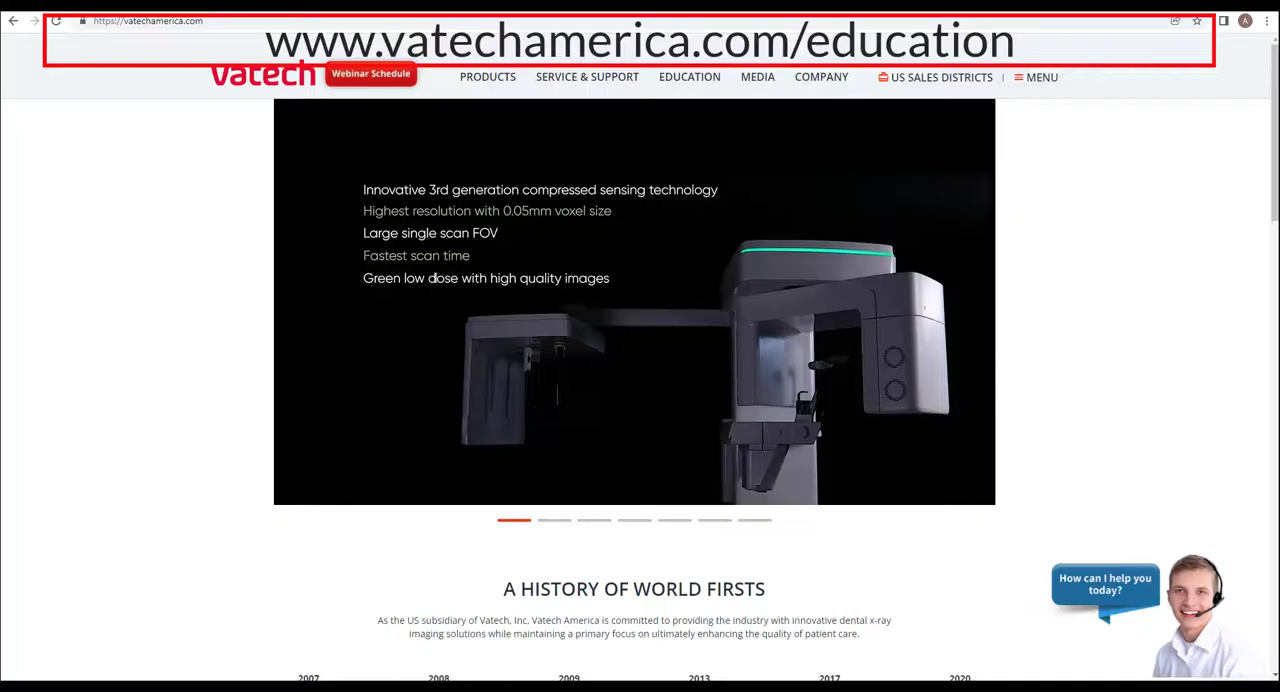 https://vatechamerica.com
A
www.vatechamerica.com/education
vatech
Webinar Schedule
PRODUCTS
SERVICE & SUPPORT
EDUCATION
MEDIA
COMPANY
US SALES DISTRICTS
MENU
Innovative 3rd generation compressed sensing technology
Highest resolution with 0.05mm voxel size
Large single scan FOV
Fastest scan time
Green low dose with high quality images
How can I help you
today?
A HISTORY OF WORLD FIRSTS
As the US subsidiary of Vatech, Inc, Vatech America is committed to providing the industry with innovative dental x-ray
imaging solutions while maintaining a primary focus on ultimately enhancing the quality of patient care.
2007 2008 2009 2013 2017 2020